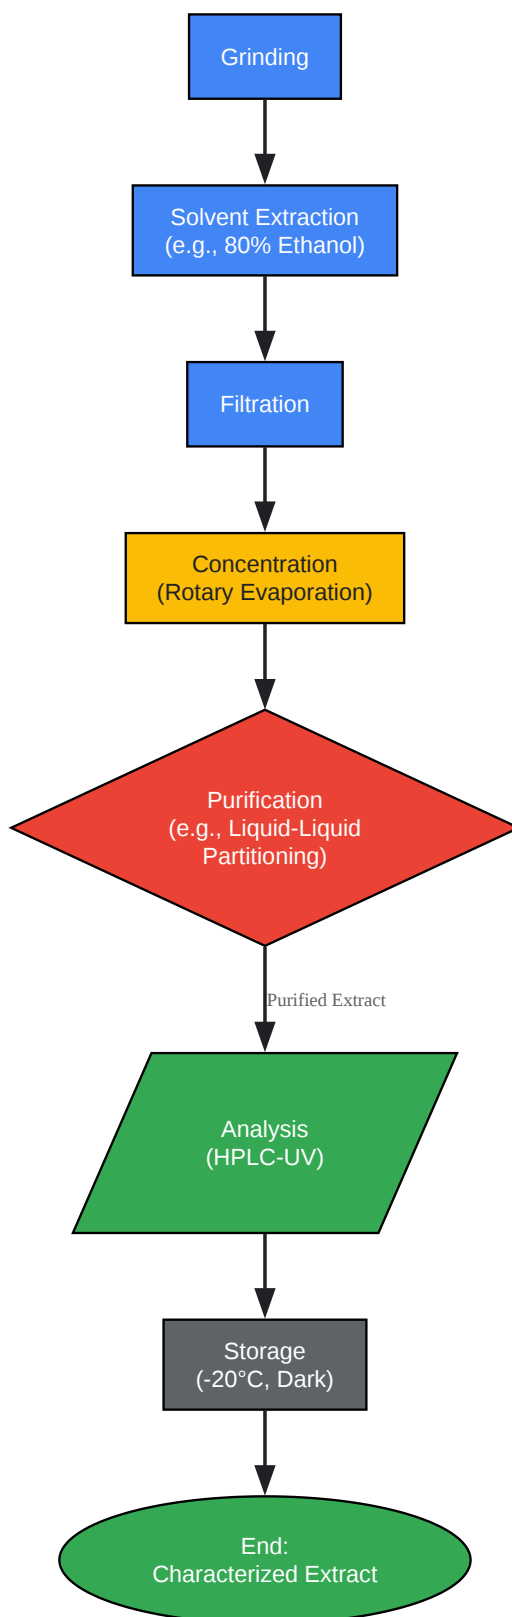 Grinding
Solvent Extraction
(e.g., 80% Ethanol)
Filtration
Concentration
(Rotary Evaporation)
Purification
(e.g., Liquid-Liquid
Partitioning)
Purified Extract
Analysis
(HPLC-UV)
Storage
(-20°C, Dark)
End:
Characterized Extract